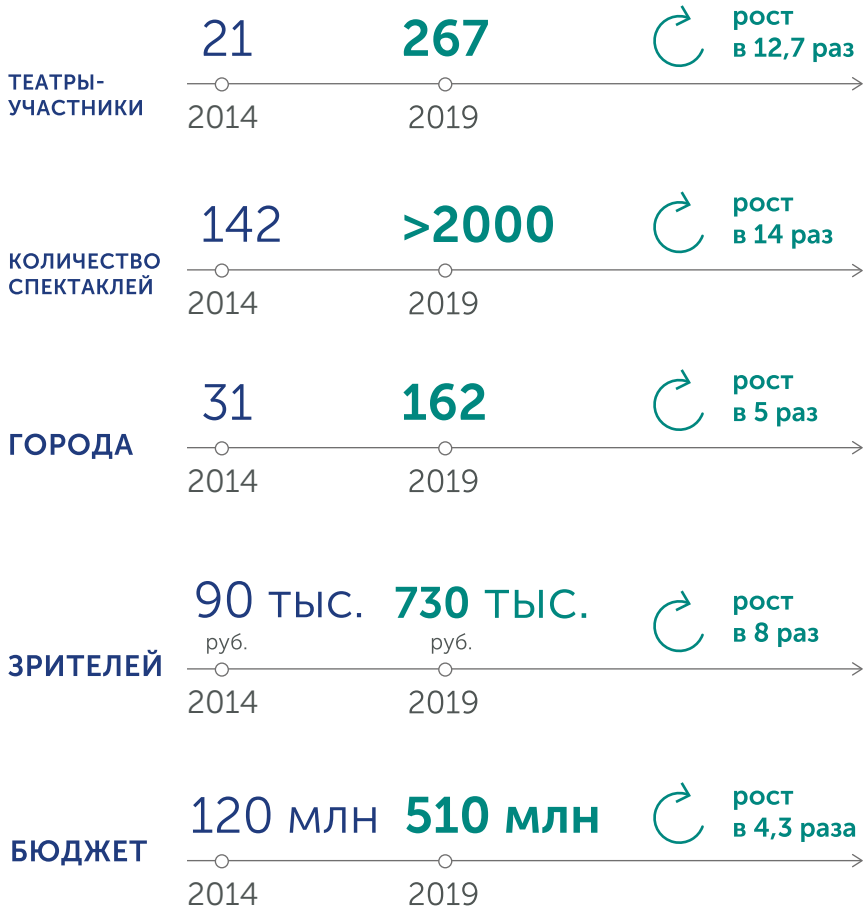 21
267
рост
в 12,7 раз
ТЕАТРЫ-
УЧАСТНИКИ
2014
2019
142
>2000
рост
в 14 раз
КОЛИЧЕСТВО
СПЕКТАКЛЕЙ
2014
2019
31
162
рост
в 5 раз
ГОРОДА
2014
2019
90 тыс.
730 тыс.
рост
в 8 раз
руб.
руб.
ЗРИТЕЛЕЙ
2014
2019
120 млн
510 млн
рост
в 4,3 раза
БЮДЖЕТ
2014
2019